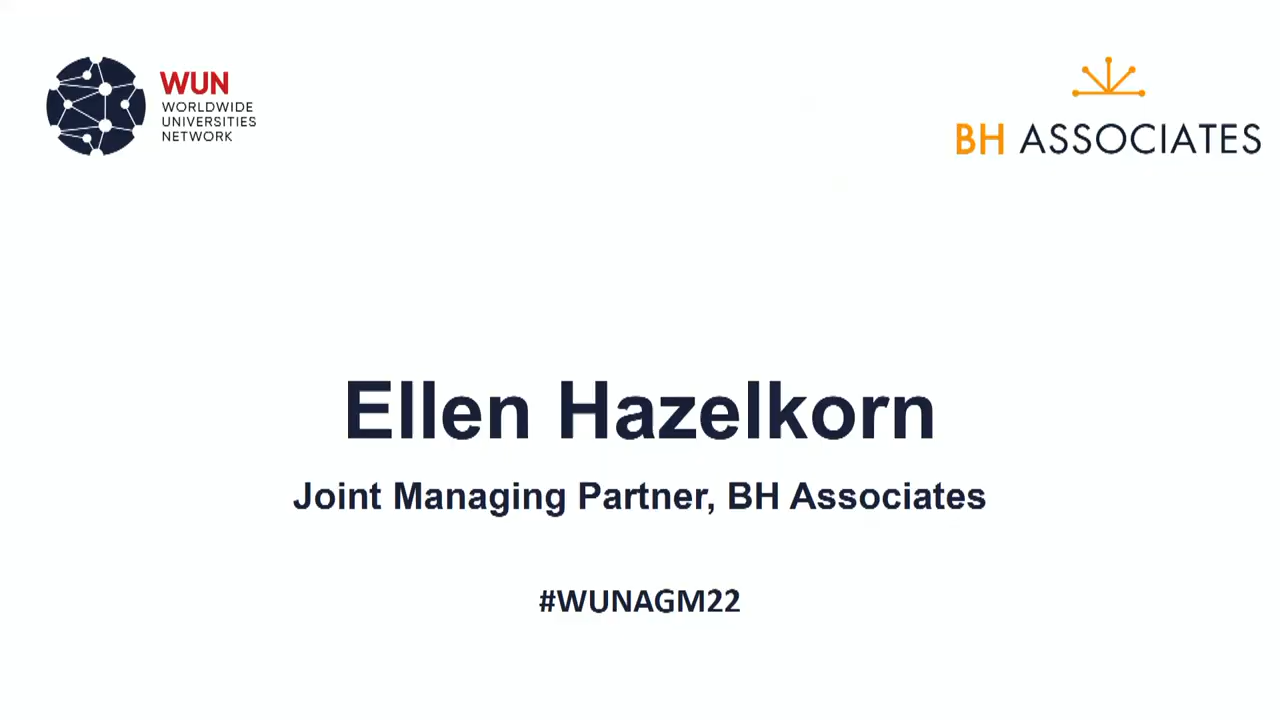 WUN
WORLDWIDE
UNIVERSITIES
NETWORK
BH ASSOCIATES
Ellen Hazelkorn
Joint Managing Partner, BH Associates
#WUNAGM22